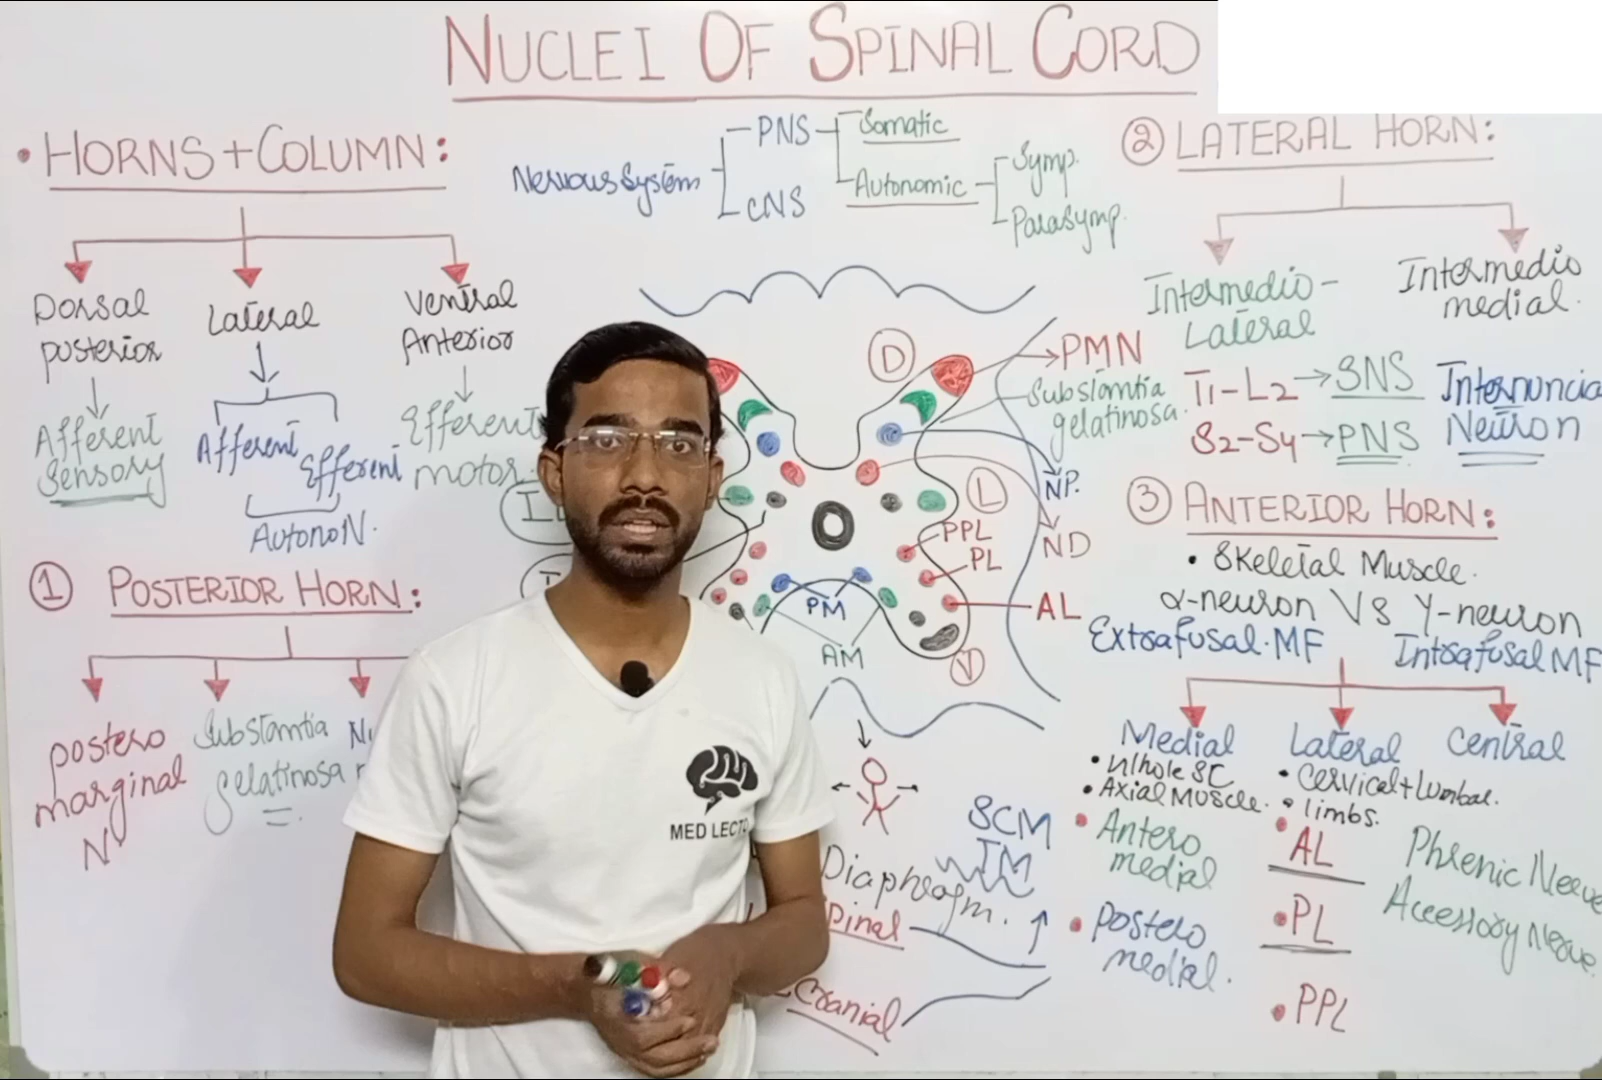 NUCLEI OF SPINAL CORD
• HORNS + COLUMN:
Dorsal
posterior
Afferent
Sensory
Lateral
Afferent
Efferent
AutonoN.
Ventral
Anterior
Efferent
motor.
Nervous System
PNS
CNS
Somatic
Autonomic
Symp.
Parasymp.
① POSTERIOR HORN:
postero
marginal
N
Substantia
gelatinosa
D
PMN
Substantia
gelatinosa.
NP.
ND
L
PPL
PL
AL
PM
AM
V
SCM
TM
Diaphragm.
Cranial
MED LECTO
② LATERAL HORN:
Intermedio-
Lateral
T1-L2→SNS
S2-S4→PNS
Intermedio
medial.
Internuncia
Neuron
③ ANTERIOR HORN:
• Skeletal Muscle.
α-neuron VS γ-neuron
Extrafusal.MF
IntrafusalMF
Medial
• Whole SC
• Axial Muscle.
• Antero
medial
• Postero
medial.
Lateral
• Cervical+Lumbar.
• limbs.
• AL
• PL
• PPL
Central
Phrenic Nerve
Accessory Nerve.